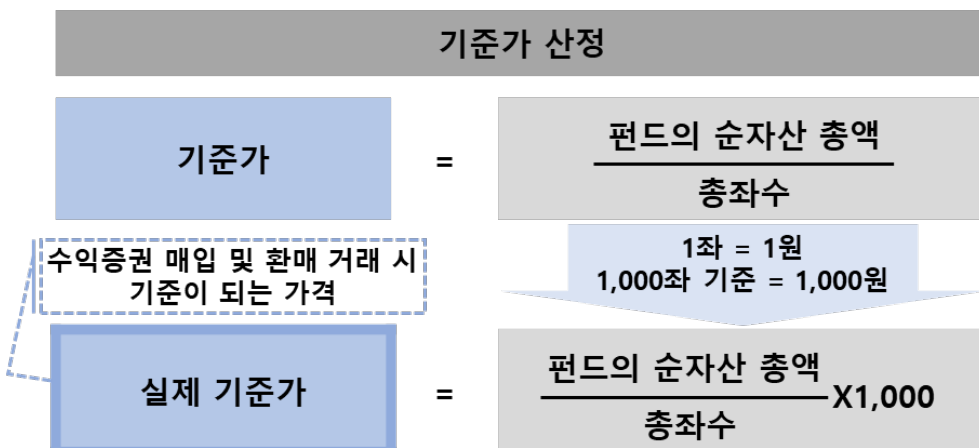 기준가 산정
기준가
=
펀드의 순자산 총액
총좌수
수익증권 매입 및 환매 거래 시
기준이 되는 가격
1좌 = 1원
1,000좌 기준 = 1,000원
실제 기준가
=
펀드의 순자산 총액
총좌수
X1,000